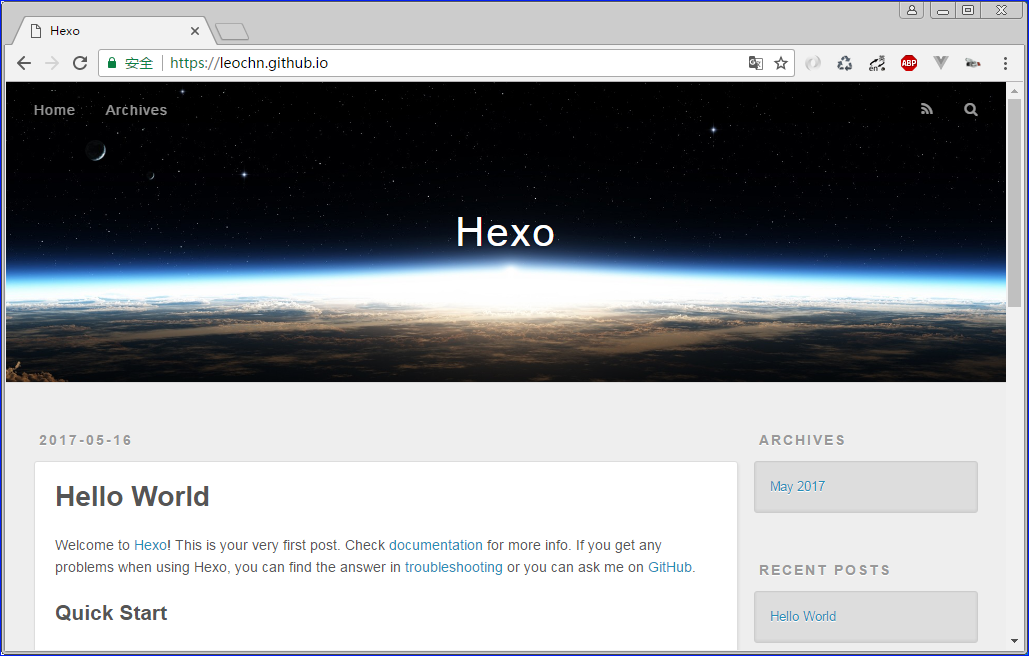 Hexo
安全 https://leochn.github.io
en
ABP
Home Archives
Hexo
2017-05-16
Hello World
Welcome to Hexo! This is your very first post. Check documentation for more info. If you get any
problems when using Hexo, you can find the answer in troubleshooting or you can ask me on GitHub.
Quick Start
ARCHIVES
May 2017
RECENT POSTS
Hello World